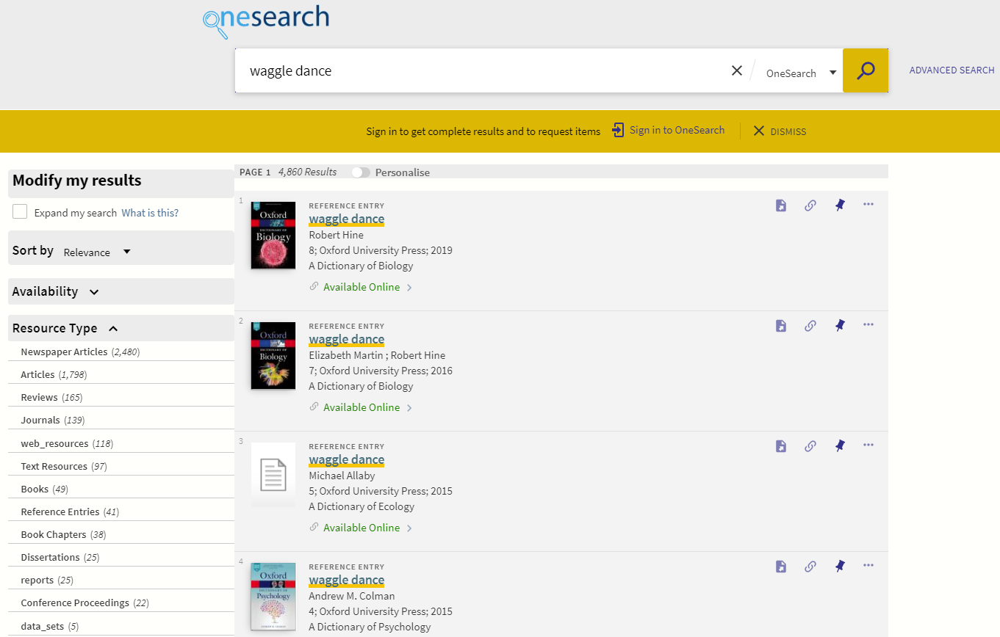 onesearch
waggle dance
OneSearch
ADVANCED SEARCH
Sign in to get complete results and to request items
Sign in to OneSearch
DISMISS
Modify my results
Expand my search What is this?
Sort by Relevance
Availability
Resource Type
Newspaper Articles (2,480)
Articles (1,798)
Reviews (165)
Journals (139)
web_resources (118)
Text Resources (97)
Books (49)
Reference Entries (41)
Book Chapters (38)
Dissertations (25)
reports (25)
Conference Proceedings (22)
data_sets (5)
PAGE 1 4,860 Results Personalise
1
Oxford
DICTIONARY OF
Biology
REFERENCE ENTRY
waggle dance
Robert Hine
8; Oxford University Press; 2019
A Dictionary of Biology
Available Online
2
Oxford
DICTIONARY OF
Biology
REFERENCE ENTRY
waggle dance
Elizabeth Martin ; Robert Hine
7; Oxford University Press; 2016
A Dictionary of Biology
Available Online
3
REFERENCE ENTRY
waggle dance
Michael Allaby
5; Oxford University Press; 2015
A Dictionary of Ecology
Available Online
4
Oxford
DICTIONARY OF
Psychology
REFERENCE ENTRY
waggle dance
Andrew M. Colman
4; Oxford University Press; 2015
A Dictionary of Psychology